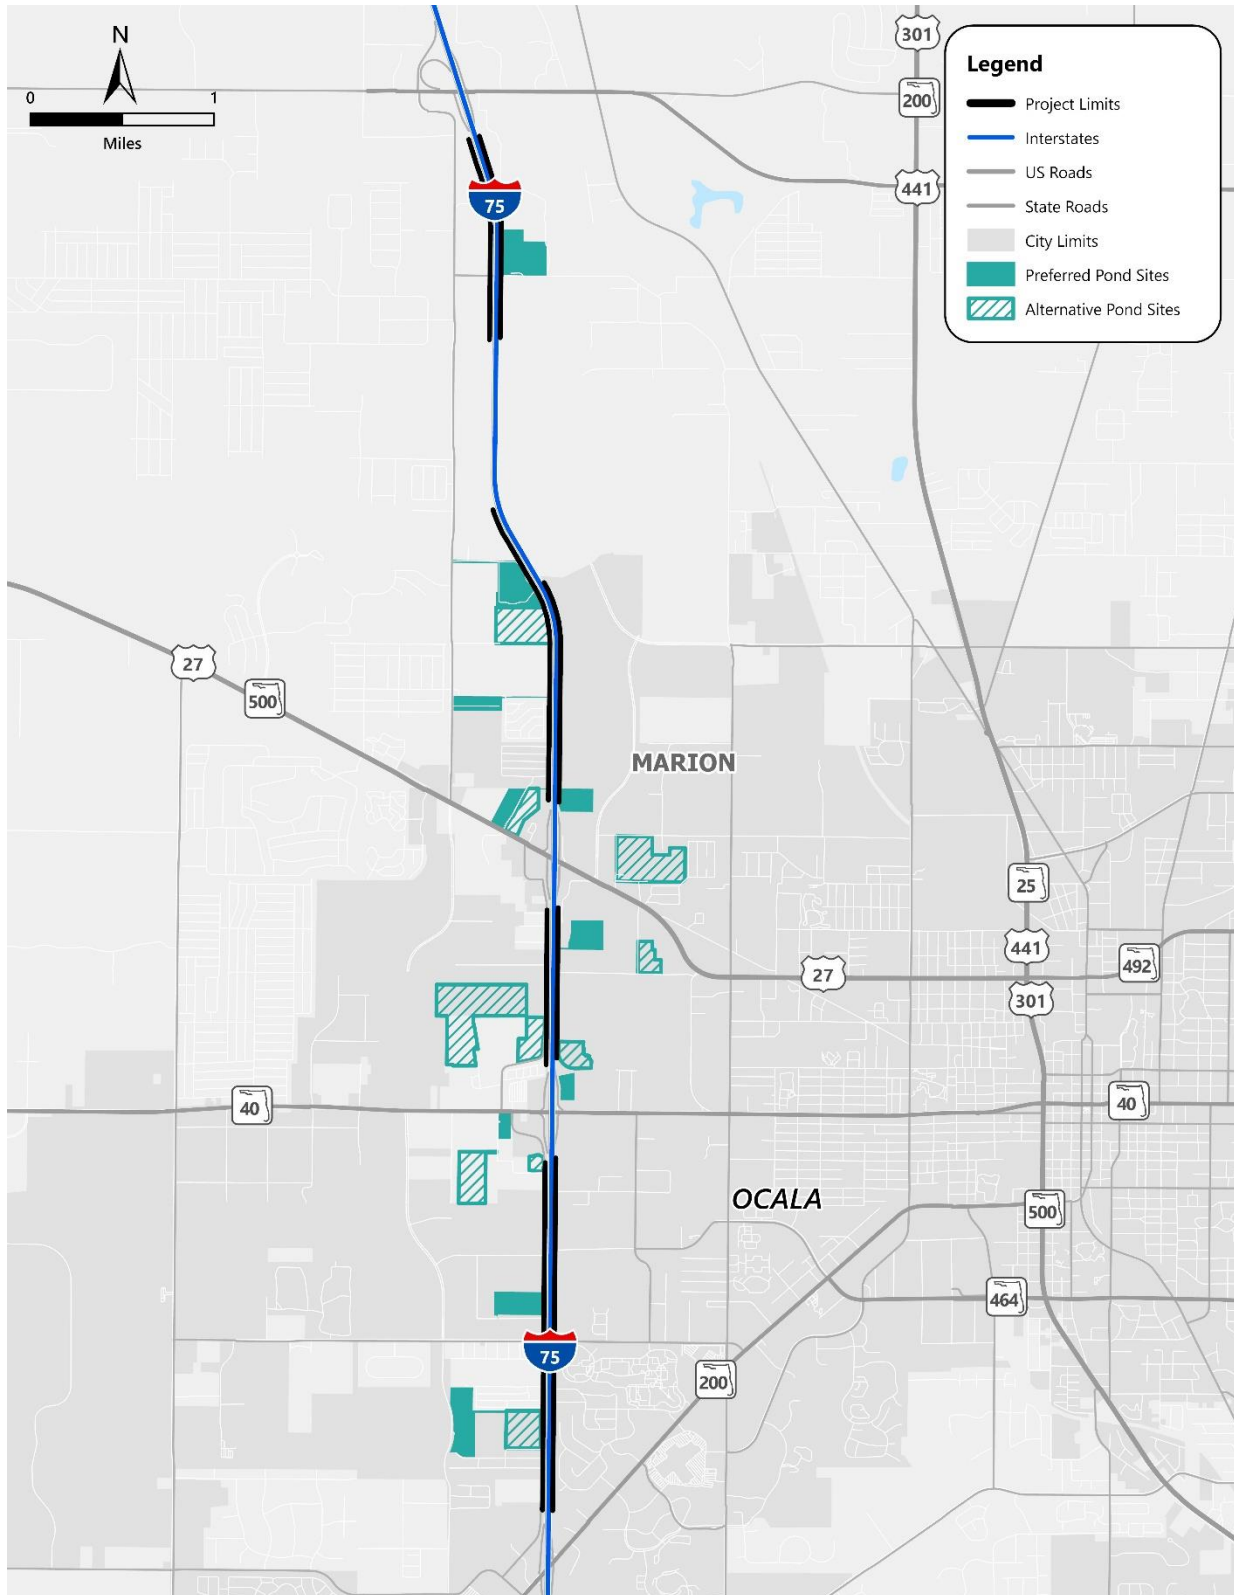 N
0 1
Miles
301
200
441
Legend
Project Limits
Interstates
US Roads
State Roads
City Limits
Preferred Pond Sites
Alternative Pond Sites
75
27
500
MARION
25
441
492
27
301
40
40
OCALA
500
464
75
200